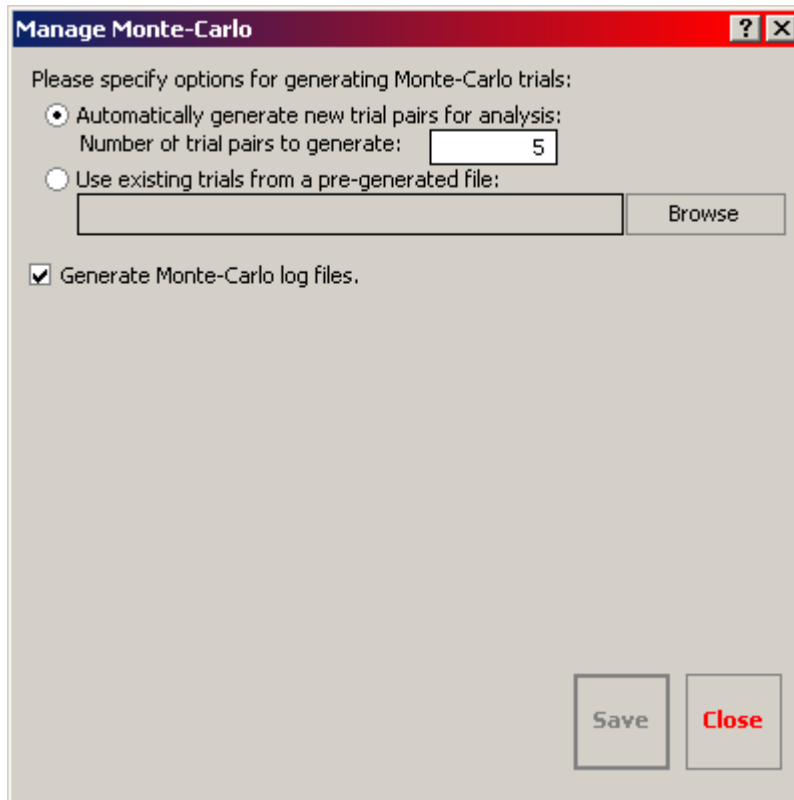 Manage Monte-Carlo
Please specify options for generating Monte-Carlo trials:
Automatically generate new trial pairs for analysis:
Number of trial pairs to generate: 5
Use existing trials from a pre-generated file:
Browse
Generate Monte-Carlo log files.
Save Close